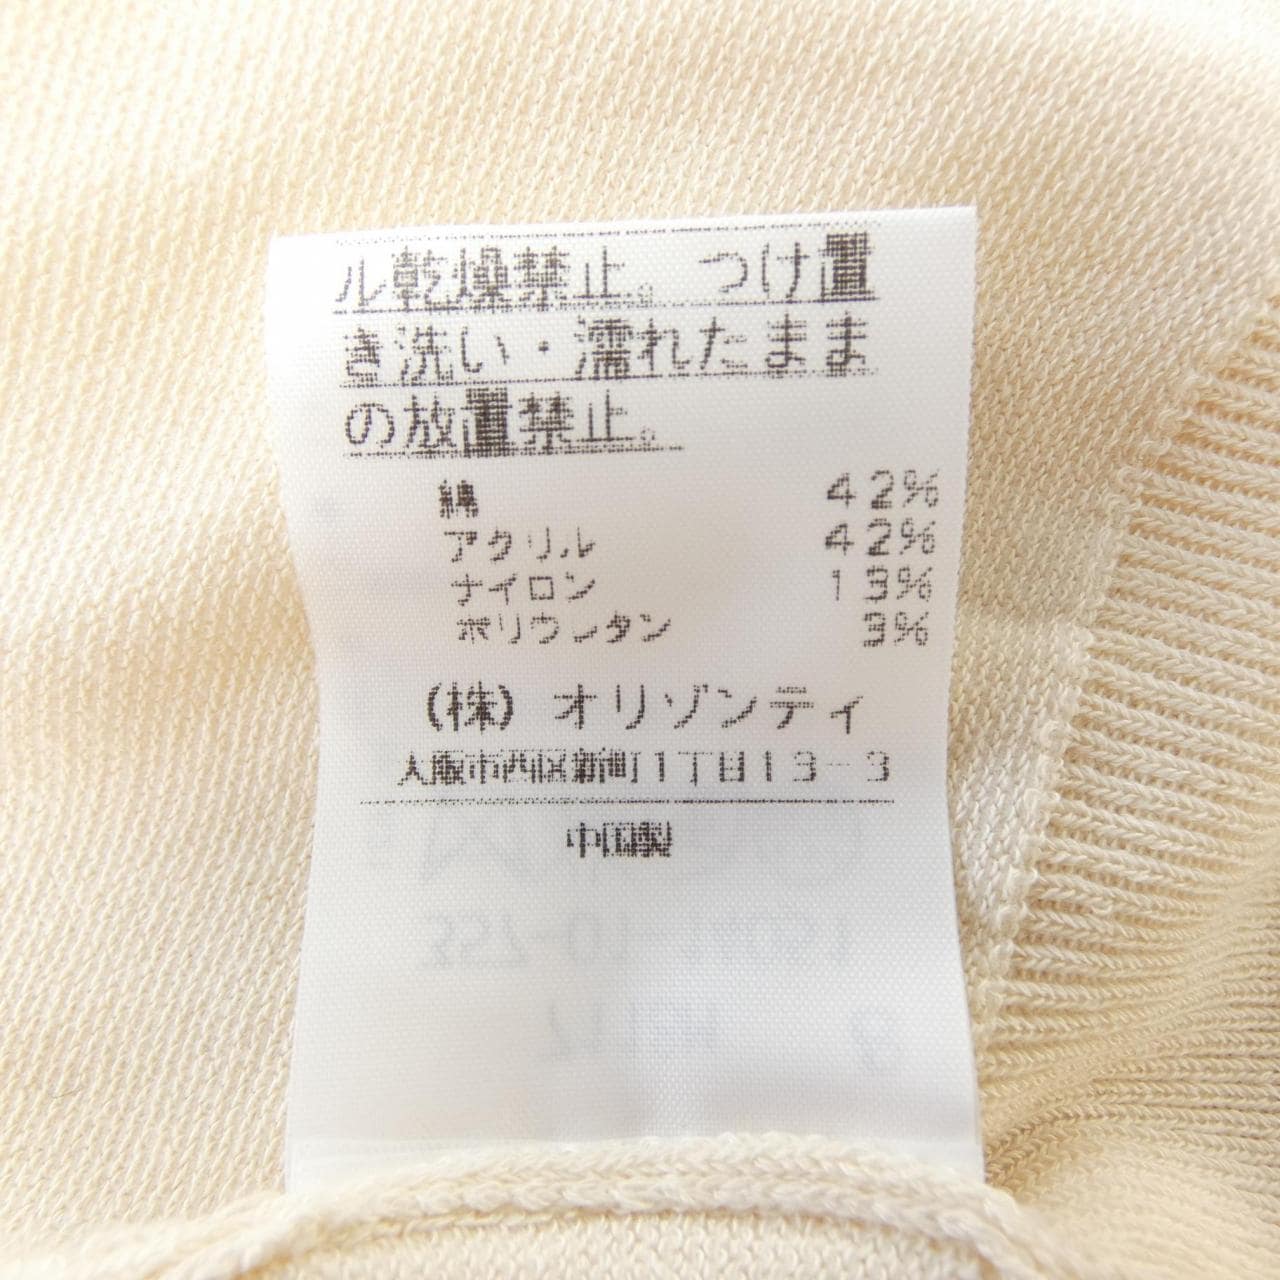 ル乾燥禁止。 つけ置
き洗い・濡れたまま
の放置禁止。
綿 42%
アクリル 42%
ナイロン 13%
ポリウレタン 3%
(株) オリゾンティ
大阪市西区新町1丁目13-3
中国製